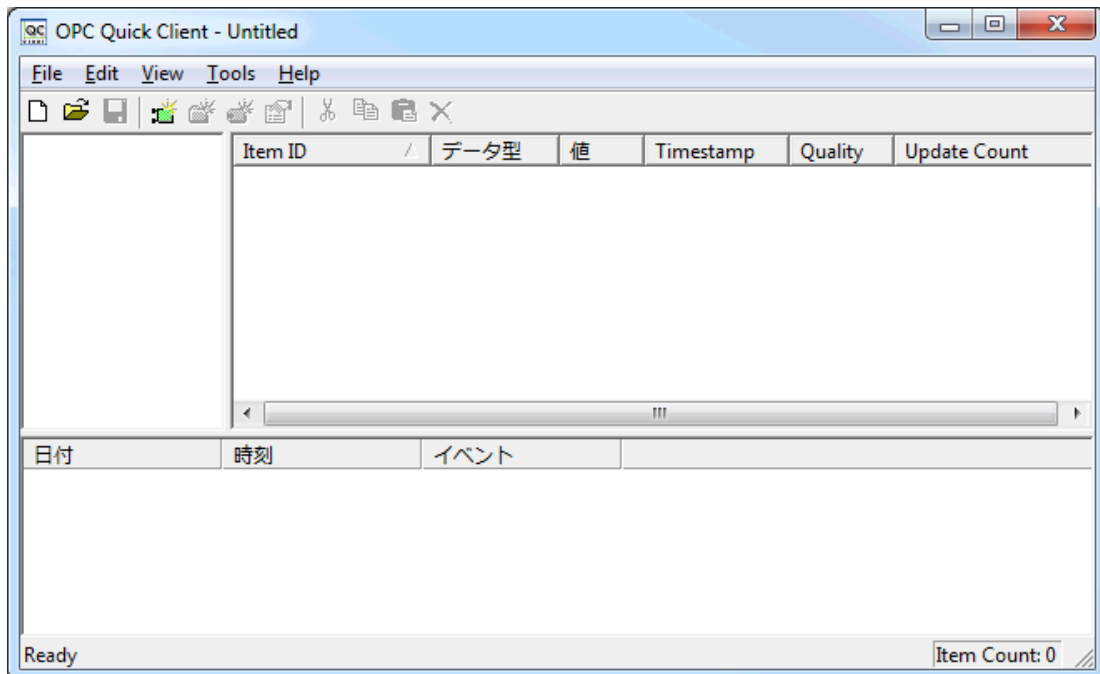 OPC Quick Client - Untitled
File Edit View Tools Help
Item ID データ型 値 Timestamp Quality Update Count
日付 時刻 イベント
Ready Item Count: 0